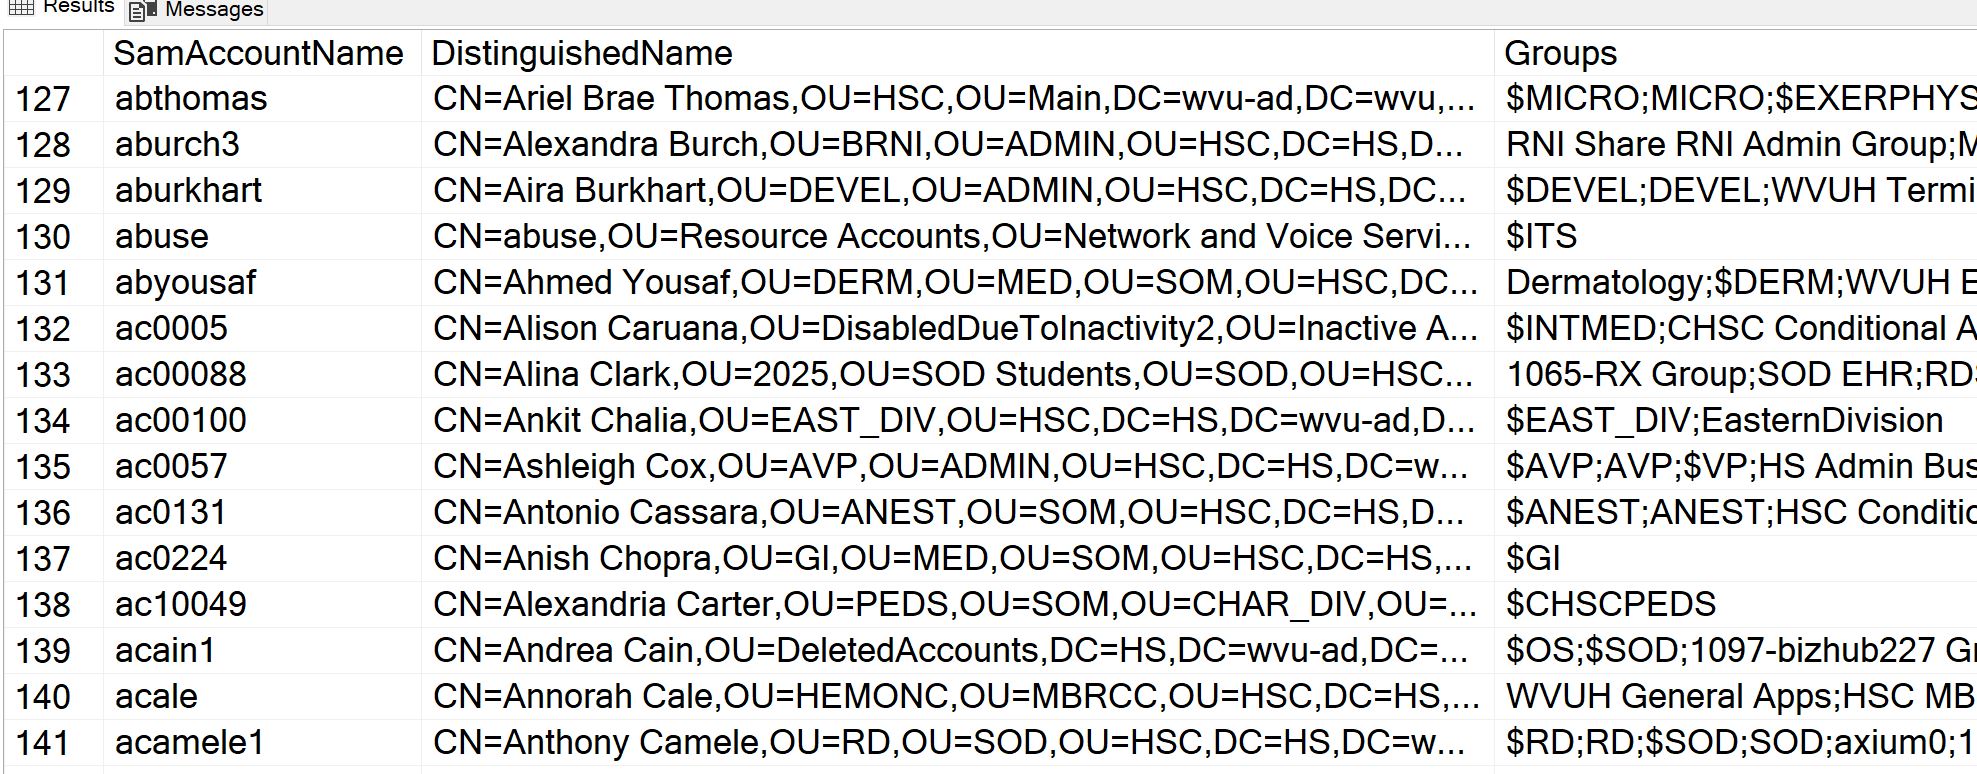 Results Messages
SamAccountName DistinguishedName Groups
127 abthomas CN=Ariel Brae Thomas,OU=HSC,OU=Main,DC=wvu-ad,DC=wvu,... $MICRO;MICRO;$EXERPHYS
128 aburch3 CN=Alexandra Burch,OU=BRNI,OU=ADMIN,OU=HSC,DC=HS,D... RNI Share RNI Admin Group;M
129 aburkhart CN=Aira Burkhart,OU=DEVEL,OU=ADMIN,OU=HSC,DC=HS,DC... $DEVEL;DEVEL;WVUH Termi
130 abuse CN=abuse,OU=Resource Accounts,OU=Network and Voice Servi... $ITS
131 abyousaf CN=Ahmed Yousaf,OU=DERM,OU=MED,OU=SOM,OU=HSC,DC... Dermatology;$DERM;WVUH E
132 ac0005 CN=Alison Caruana,OU=DisabledDueToInactivity2,OU=Inactive A... $INTMED;CHSC Conditional A
133 ac00088 CN=Alina Clark,OU=2025,OU=SOD Students,OU=SOD,OU=HSC... 1065-RX Group;SOD EHR;RDS
134 ac00100 CN=Ankit Chalia,OU=EAST_DIV,OU=HSC,DC=HS,DC=wvu-ad,D... $EAST_DIV;EasternDivision
135 ac0057 CN=Ashleigh Cox,OU=AVP,OU=ADMIN,OU=HSC,DC=HS,DC=w... $AVP;AVP;$VP;HS Admin Bus
136 ac0131 CN=Antonio Cassara,OU=ANEST,OU=SOM,OU=HSC,DC=HS,D... $ANEST;ANEST;HSC Conditio
137 ac0224 CN=Anish Chopra,OU=GI,OU=MED,OU=SOM,OU=HSC,DC=HS,... $GI
138 ac10049 CN=Alexandria Carter,OU=PEDS,OU=SOM,OU=CHAR_DIV,OU=... $CHSCPEDS
139 acain1 CN=Andrea Cain,OU=DeletedAccounts,DC=HS,DC=wvu-ad,DC=... $OS;$SOD;1097-bizhub227 Gr
140 acale CN=Annorah Cale,OU=HEMONC,OU=MBRCC,OU=HSC,DC=HS,... WVUH General Apps;HSC MB
141 acamele1 CN=Anthony Camele,OU=RD,OU=SOD,OU=HSC,DC=HS,DC=w... $RD;RD;$SOD;SOD;axium0;1